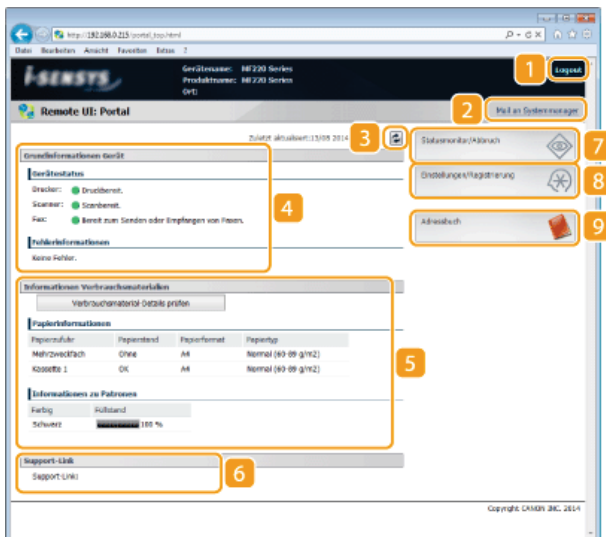 http://192.168.0.215/portal_top.html
Datei Bearbeiten Ansicht Favoriten Extras ?
i-SENSYS
Gerätename: MF220 Series
Produktname: MF220 Series
Ort:
1
Logout
Remote UI: Portal
2
Mail an Systemmanager
Zuletzt aktualisiert:13/05 2014
3
Grundinformationen Gerät
Gerätestatus
Drucker: Druckbereit.
Scanner: Scanbereit.
Fax: Bereit zum Senden oder Empfangen von Faxen.
4
Fehlerinformationen
Keine Fehler.
Statusmonitor/Abbruch
7
Einstellungen/Registrierung
8
Adressbuch
9
Informationen Verbrauchsmaterialien
Verbrauchsmaterial-Details prüfen
Papierinformationen
Papierzufuhr Papierstand Papierformat Papiertyp
Mehrzweckfach Ohne A4 Normal (60-89 g/m2)
Kassette 1 OK A4 Normal (60-89 g/m2)
5
Informationen zu Patronen
Farbig Füllstand
Schwarz 100 %
Support-Link
Support-Link:
6
Copyright CANON INC. 2014